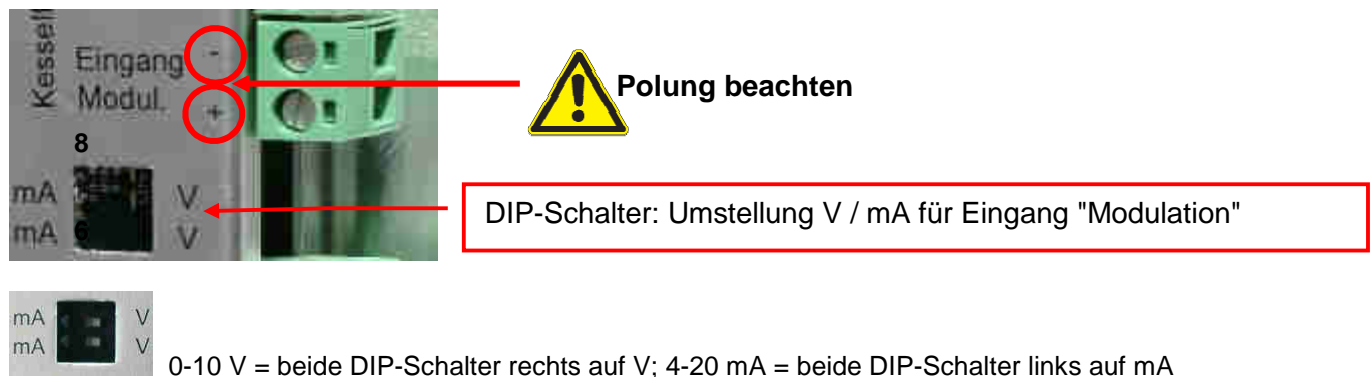 Kessel
Eingang -
Modul. +
Polung beachten
8
mA V
mA 6 V
DIP-Schalter: Umstellung V / mA für Eingang "Modulation"
mA V
mA V
0-10 V = beide DIP-Schalter rechts auf V; 4-20 mA = beide DIP-Schalter links auf mA